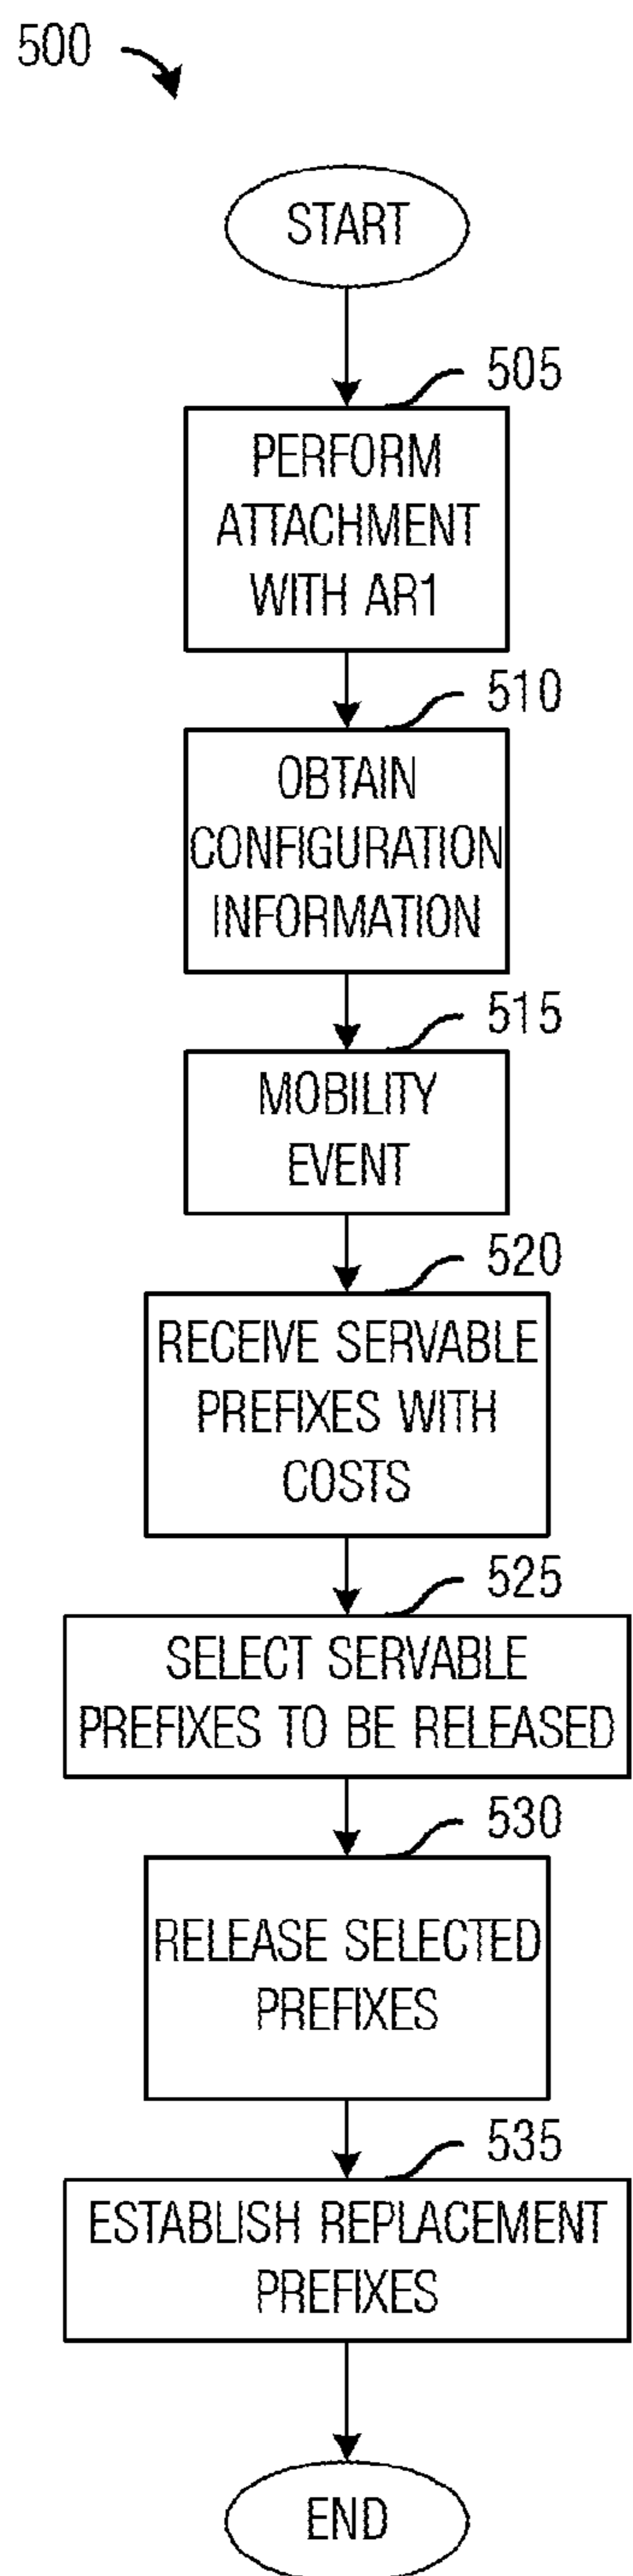 500
START
505
PERFORM
ATTACHMENT
WITH AR1
510
OBTAIN
CONFIGURATION
INFORMATION
515
MOBILITY
EVENT
520
RECEIVE SERVABLE
PREFIXES WITH
COSTS
525
SELECT SERVABLE
PREFIXES TO BE RELEASED
530
RELEASE SELECTED
PREFIXES
535
ESTABLISH REPLACEMENT
PREFIXES
END